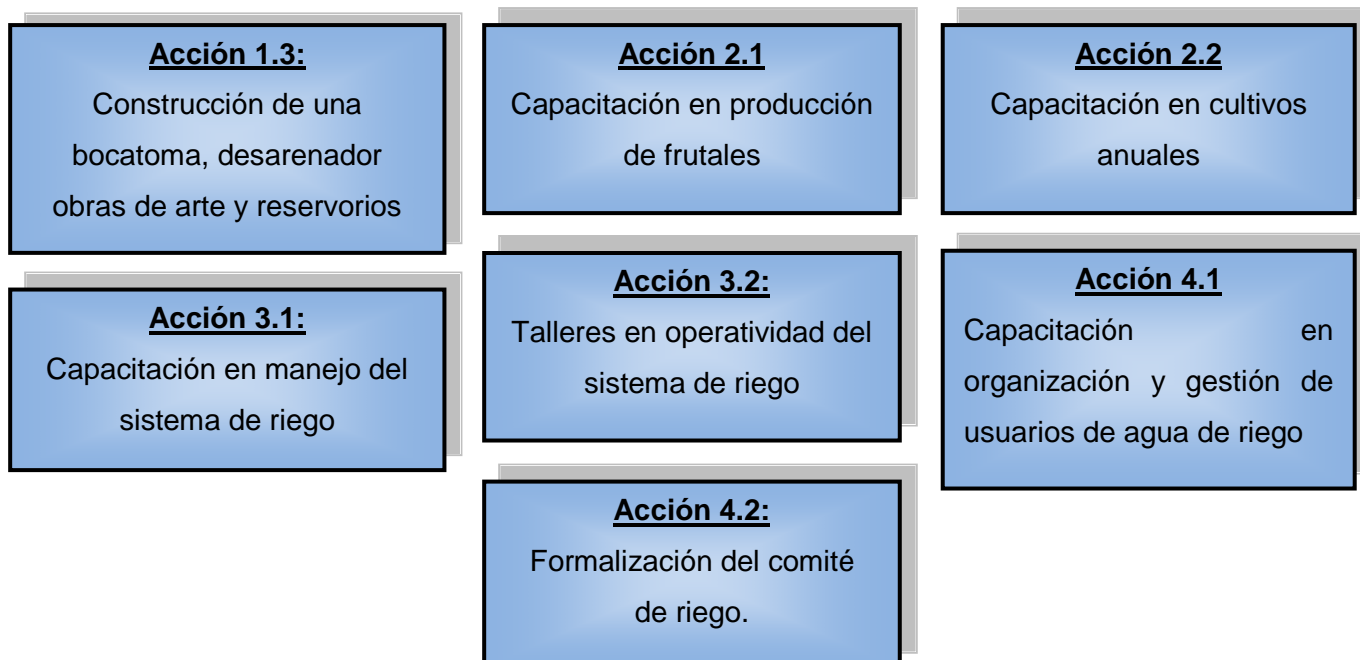 Acción 1.3:
Construcción de una
bocatoma, desarenador
obras de arte y reservorios
Acción 2.1
Capacitación en producción
de frutales
Acción 2.2
Capacitación en cultivos
anuales
Acción 3.1:
Capacitación en manejo del
sistema de riego
Acción 3.2:
Talleres en operatividad del
sistema de riego
Acción 4.1
Capacitación en
organización y gestión de
usuarios de agua de riego
Acción 4.2:
Formalización del comité
de riego.